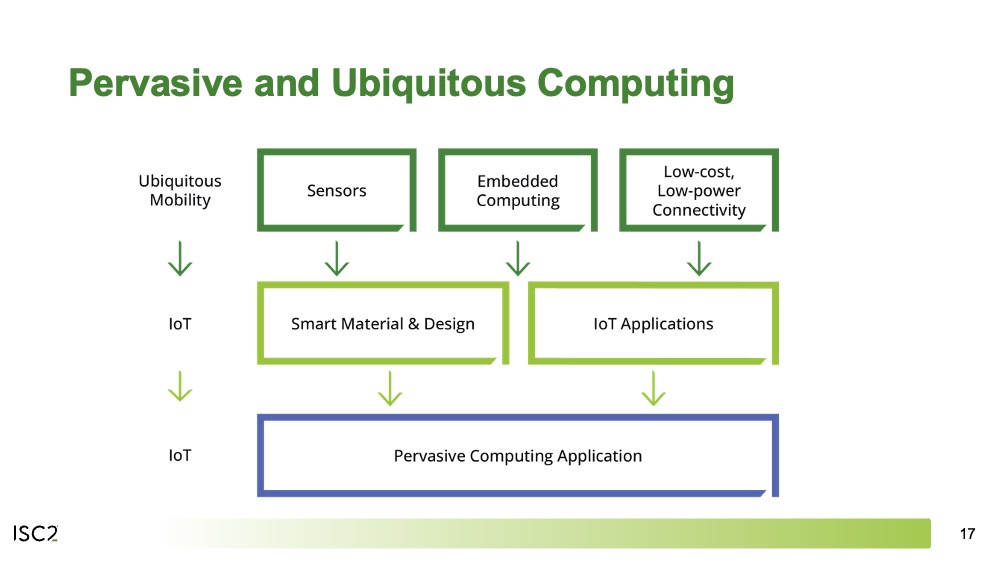 Pervasive and Ubiquitous Computing
Ubiquitous
Mobility
Sensors
Embedded
Computing
Low-cost,
Low-power
Connectivity
IoT
Smart Material & Design
IoT Applications
IoT
Pervasive Computing Application
ISC2
17